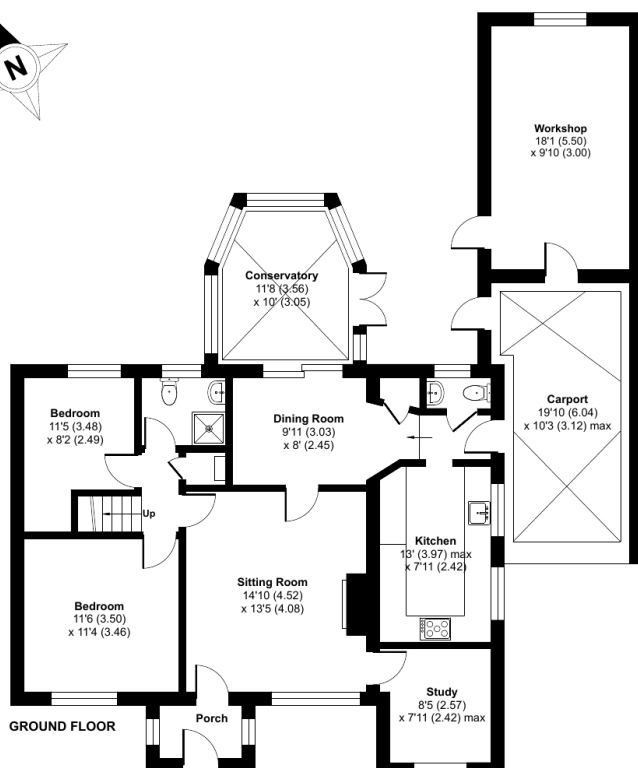 N
Workshop
18'1 (5.50)
x 9'10 (3.00)
Conservatory
11'8 (3.56)
x 10' (3.05)
Bedroom
11'5 (3.48)
x 8'2 (2.49)
Dining Room
9'11 (3.03)
x 8' (2.45)
Carport
19'10 (6.04)
x 10'3 (3.12) max
Up
Kitchen
13' (3.97) max
x 7'11 (2.42)
Sitting Room
14'10 (4.52)
x 13'5 (4.08)
Bedroom
11'6 (3.50)
x 11'4 (3.46)
Study
8'5 (2.57)
x 7'11 (2.42) max
Porch
GROUND FLOOR